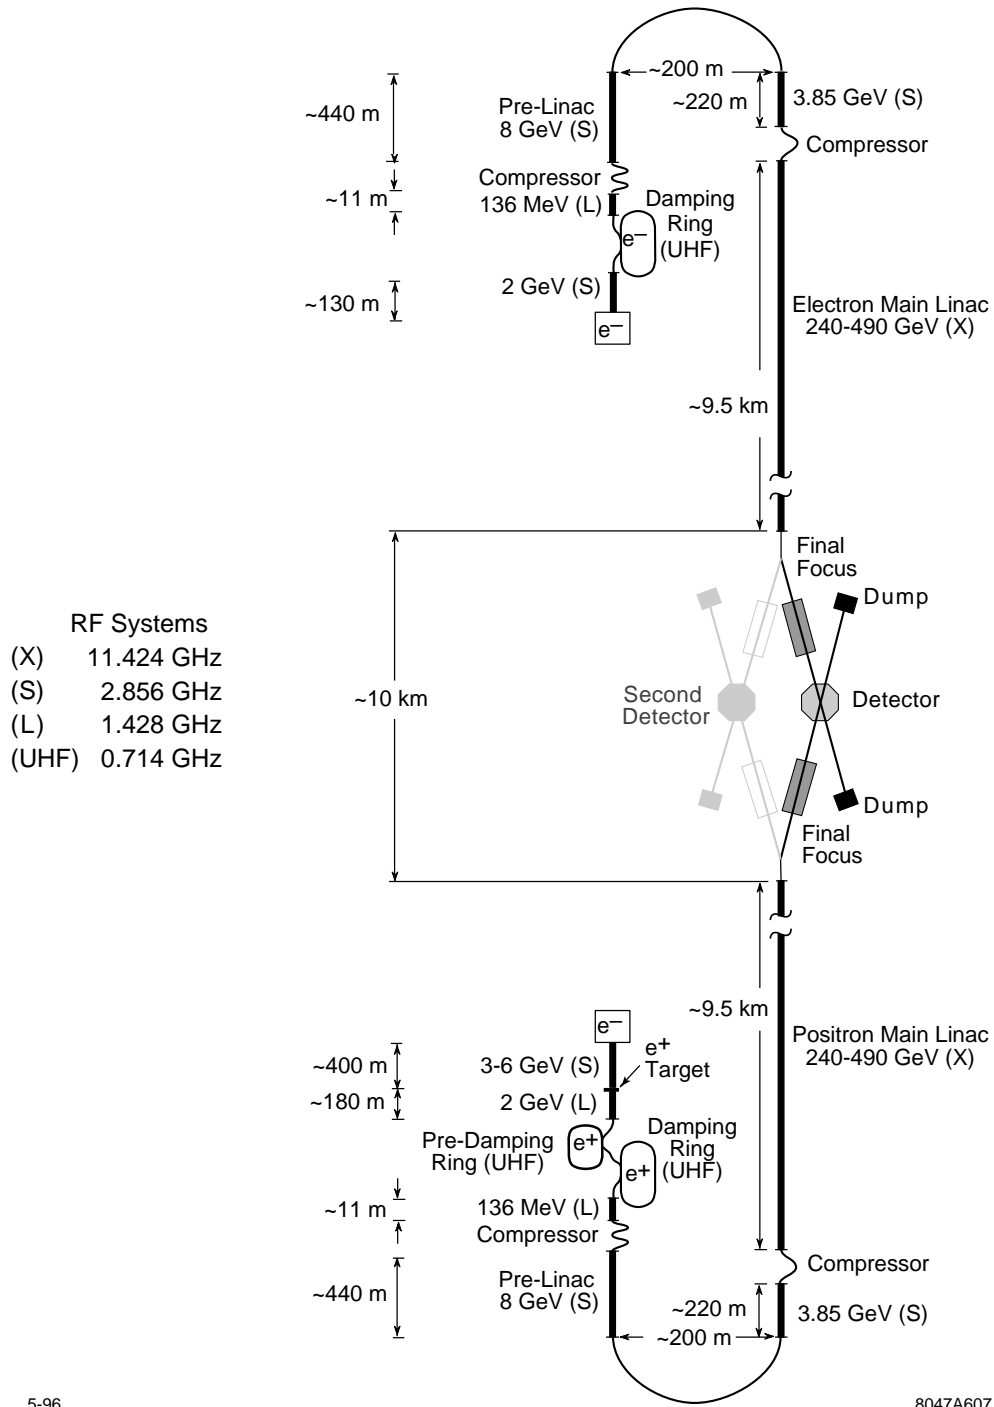 ~200 m
~440 m
Pre-Linac
8 GeV (S)
~220 m
3.85 GeV (S)
Compressor
Compressor
136 MeV (L)
~11 m
Damping
Ring
(UHF)
e–
2 GeV (S)
~130 m
e–
Electron Main Linac
240-490 GeV (X)
~9.5 km
Final
Focus
Dump
RF Systems
(X) 11.424 GHz
(S) 2.856 GHz
(L) 1.428 GHz
(UHF) 0.714 GHz
~10 km
Second
Detector
Detector
Dump
Final
Focus
~9.5 km
Positron Main Linac
240-490 GeV (X)
e–
~400 m
3-6 GeV (S)
e+
Target
~180 m
2 GeV (L)
Pre-Damping
Ring (UHF)
e+
Damping
Ring
(UHF)
e+
~11 m
136 MeV (L)
Compressor
Compressor
Pre-Linac
8 GeV (S)
~440 m
~220 m
3.85 GeV (S)
~200 m
5-96
8047A607